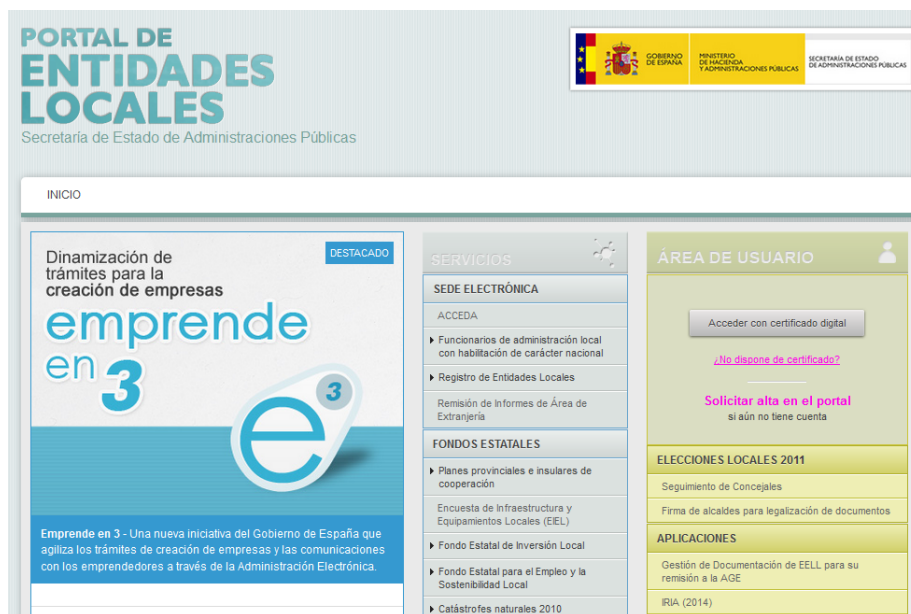 PORTAL DE
ENTIDADES
LOCALES
Secretaría de Estado de Administraciones Públicas
GOBIERNO
DE ESPAÑA
MINISTERIO
DE HACIENDA
Y ADMINISTRACIONES PÚBLICAS
SECRETARÍA DE ESTADO
DE ADMINISTRACIONES PÚBLICAS
INICIO
DESTACADO
Dinamización de
trámites para la
creación de empresas
emprende
en 3
e 3
Emprende en 3 - Una nueva iniciativa del Gobierno de España que
agiliza los trámites de creación de empresas y las comunicaciones
con los emprendedores a través de la Administración Electrónica.
SERVICIOS
SEDE ELECTRÓNICA
ACCEDA
Funcionarios de administración local
con habilitación de carácter nacional
Registro de Entidades Locales
Remisión de Informes de Área de
Extranjería
FONDOS ESTATALES
Planes provinciales e insulares de
cooperación
Encuesta de Infraestructura y
Equipamientos Locales (EIEL)
Fondo Estatal de Inversión Local
Fondo Estatal para el Empleo y la
Sostenibilidad Local
Catástrofes naturales 2010
ÁREA DE USUARIO
Acceder con certificado digital
¿No dispone de certificado?
Solicitar alta en el portal
si aún no tiene cuenta
ELECCIONES LOCALES 2011
Seguimiento de Concejales
Firma de alcaldes para legalización de documentos
APLICACIONES
Gestión de Documentación de EELL para su
remisión a la AGE
IRIA (2014)